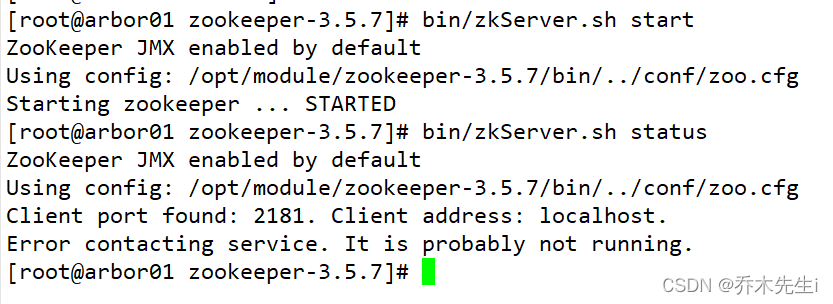 [root@arbor01 zookeeper-3.5.7]# bin/zkServer.sh start
ZooKeeper JMX enabled by default
Using config: /opt/module/zookeeper-3.5.7/bin/../conf/zoo.cfg
Starting zookeeper ... STARTED
[root@arbor01 zookeeper-3.5.7]# bin/zkServer.sh status
ZooKeeper JMX enabled by default
Using config: /opt/module/zookeeper-3.5.7/bin/../conf/zoo.cfg
Client port found: 2181. Client address: localhost.
Error contacting service. It is probably not running.
[root@arbor01 zookeeper-3.5.7]#
CSDN @乔木先生i